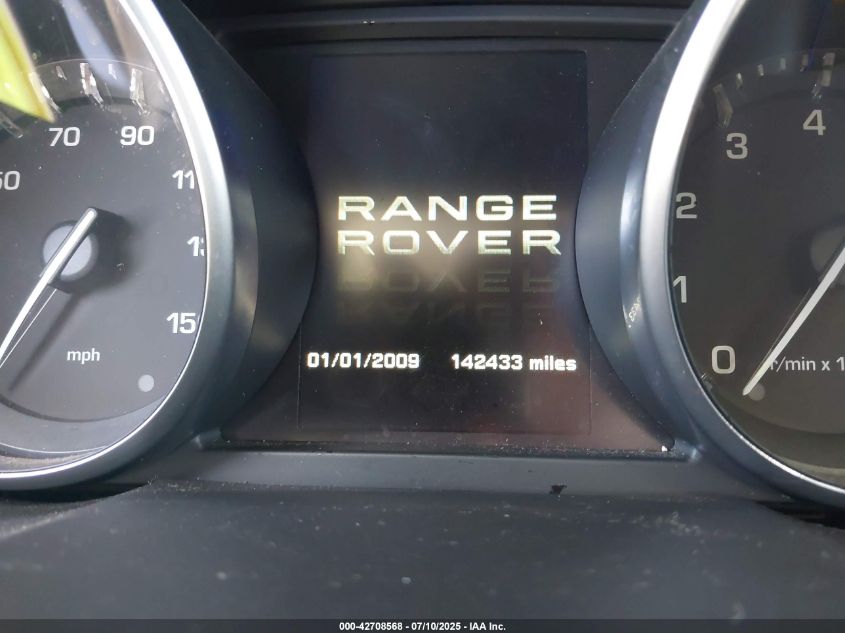 70 90
50
11
13
15
mph
RANGE
ROVER
01/01/2009 142433 miles
4
3
2
1
0
r/min x 1
000-42708568 - 07/10/2025 - IAA Inc.